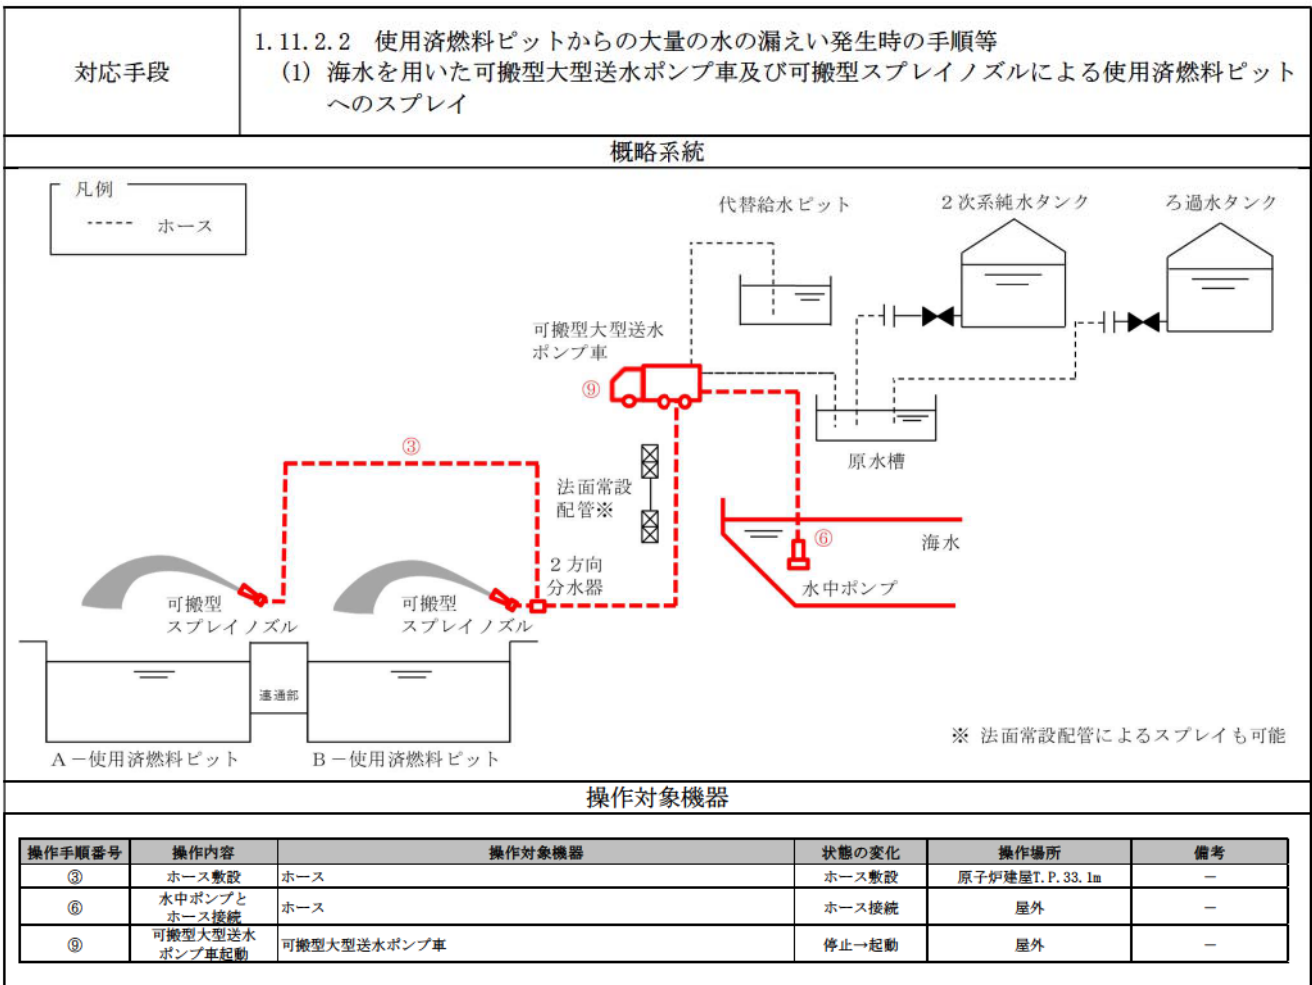 対応手段
1.11.2.2　使用済燃料ピットからの大量の水の漏えい発生時の手順等
(1) 海水を用いた可搬型大型送水ポンプ車及び可搬型スプレイノズルによる使用済燃料ピット
へのスプレイ
概略系統
凡例
ホース
代替給水ピット
２次系純水タンク
ろ過水タンク
可搬型大型送水
ポンプ車
⑨
原水槽
③
法面常設
配管※
⑥
海水
水中ポンプ
２方向
分水器
可搬型
スプレイノズル
可搬型
スプレイノズル
連通部
A－使用済燃料ピット
B－使用済燃料ピット
※ 法面常設配管によるスプレイも可能
操作対象機器
操作手順番号 操作内容 操作対象機器 状態の変化 操作場所 備考
③ ホース敷設 ホース ホース敷設 原子炉建屋T.P.33.1m －
⑥ 水中ポンプと
ホース接続 ホース ホース接続 屋外 －
⑨ 可搬型大型送水
ポンプ車起動 可搬型大型送水ポンプ車 停止→起動 屋外 －